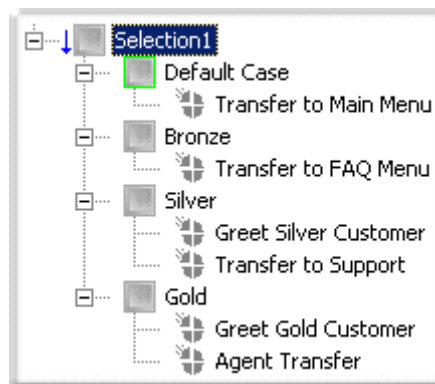 Selection1
Default Case
Transfer to Main Menu
Bronze
Transfer to FAQ Menu
Silver
Greet Silver Customer
Transfer to Support
Gold
Greet Gold Customer
Agent Transfer